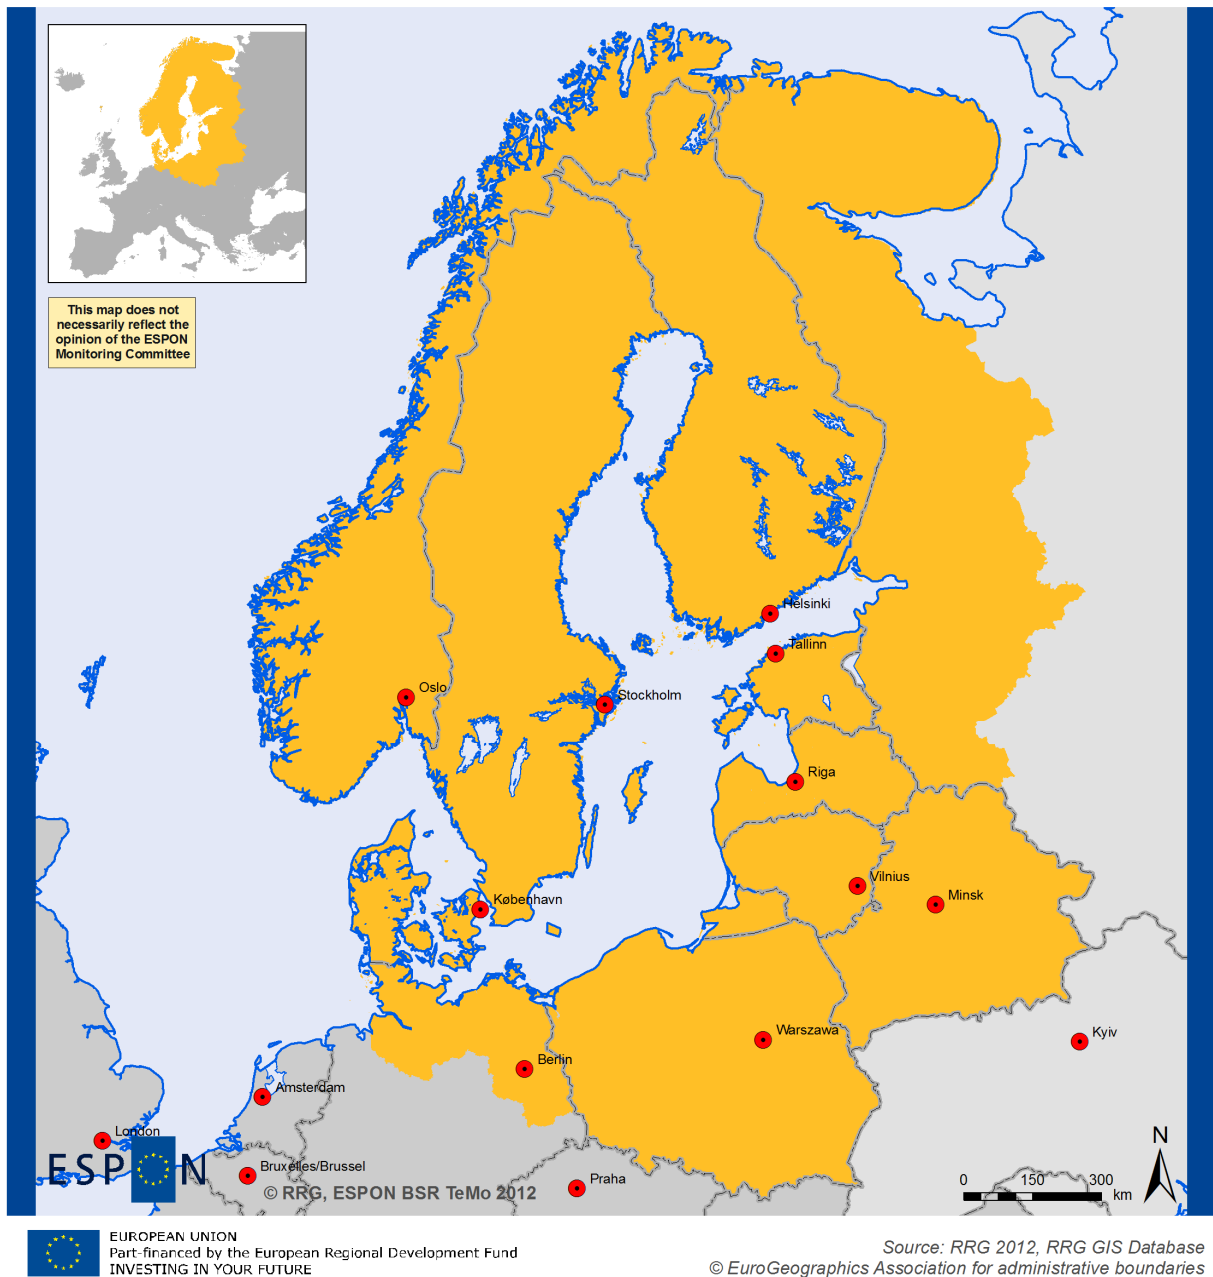 This map does not
necessarily reflect the
opinion of the ESPON
Monitoring Committee
Helsinki
Tallinn
Oslo
Stockholm
Riga
Vilnius
Minsk
København
Warszawa
Kyiv
Berlin
Amsterdam
London
Bruxelles/Brussel
Praha
ESPON
© RRG, ESPON BSR TeMo 2012
N
0 150 300
km
EUROPEAN UNION
Part-financed by the European Regional Development Fund
INVESTING IN YOUR FUTURE
Source: RRG 2012, RRG GIS Database
© EuroGeographics Association for administrative boundaries